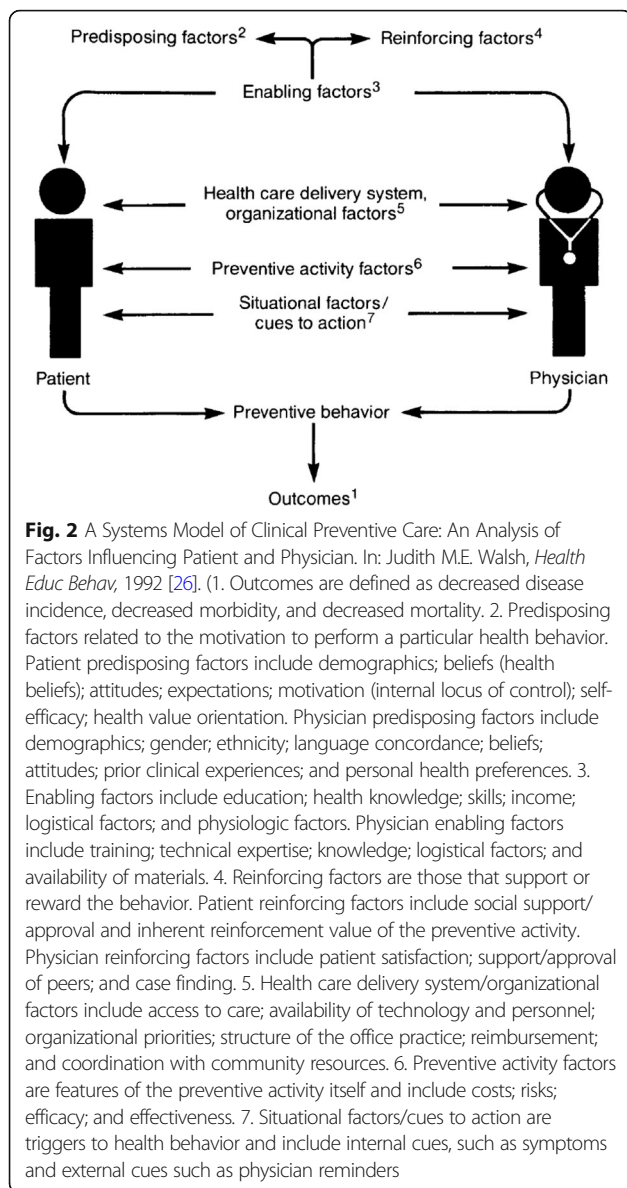 Predisposing factors² Reinforcing factors⁴
Enabling factors³
Health care delivery system,
organizational factors⁵
Preventive activity factors⁶
Situational factors/
cues to action⁷
Patient Physician
Preventive behavior
Outcomes¹
Fig. 2 A Systems Model of Clinical Preventive Care: An Analysis of
Factors Influencing Patient and Physician. In: Judith M.E. Walsh, Health
Educ Behav, 1992 [26]. (1. Outcomes are defined as decreased disease
incidence, decreased morbidity, and decreased mortality. 2. Predisposing
factors related to the motivation to perform a particular health behavior.
Patient predisposing factors include demographics; beliefs (health
beliefs); attitudes; expectations; motivation (internal locus of control); self-
efficacy; health value orientation. Physician predisposing factors include
demographics; gender; ethnicity; language concordance; beliefs;
attitudes; prior clinical experiences; and personal health preferences. 3.
Enabling factors include education; health knowledge; skills; income;
logistical factors; and physiologic factors. Physician enabling factors
include training; technical expertise; knowledge; logistical factors; and
availability of materials. 4. Reinforcing factors are those that support or
reward the behavior. Patient reinforcing factors include social support/
approval and inherent reinforcement value of the preventive activity.
Physician reinforcing factors include patient satisfaction; support/approval
of peers; and case finding. 5. Health care delivery system/organizational
factors include access to care; availability of technology and personnel;
organizational priorities; structure of the office practice; reimbursement;
and coordination with community resources. 6. Preventive activity factors
are features of the preventive activity itself and include costs; risks;
efficacy; and effectiveness. 7. Situational factors/cues to action are
triggers to health behavior and include internal cues, such as symptoms
and external cues such as physician reminders